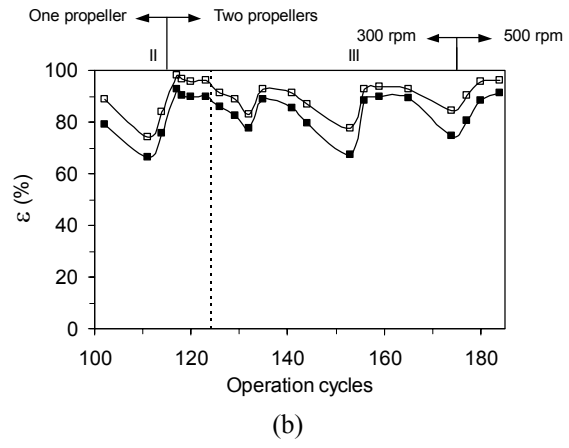 One propeller Two propellers
II III 300 rpm 500 rpm
100
80
60
40
20
0
ε (%)
100 120 140 160 180
Operation cycles
(b)